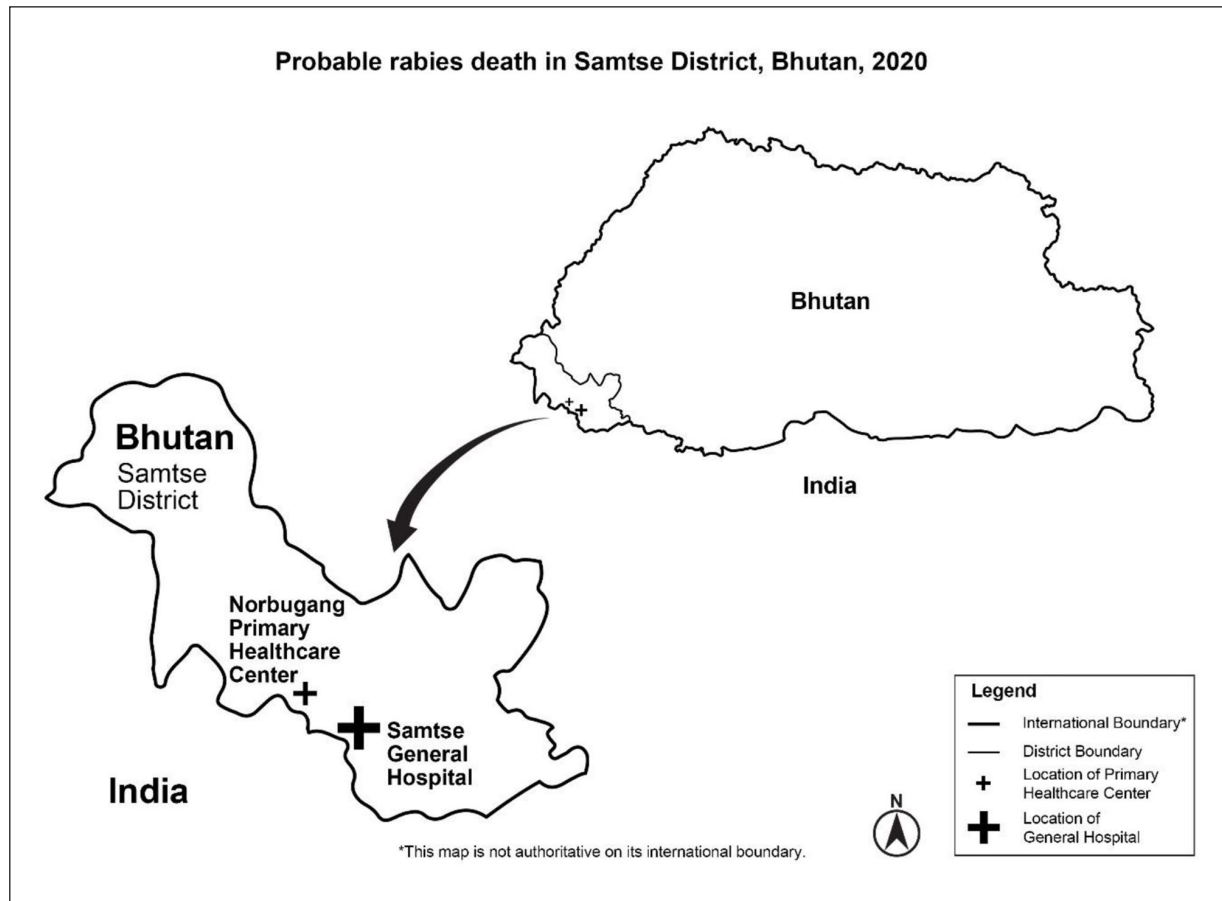 Probable rabies death in Samtse District, Bhutan, 2020
Bhutan
India
Bhutan
Samtse
District
Norbugang
Primary
Healthcare
Center
Samtse
General
Hospital
India
Legend
International Boundary*
District Boundary
Location of Primary
Healthcare Center
Location of
General Hospital
N
*This map is not authoritative on its international boundary.